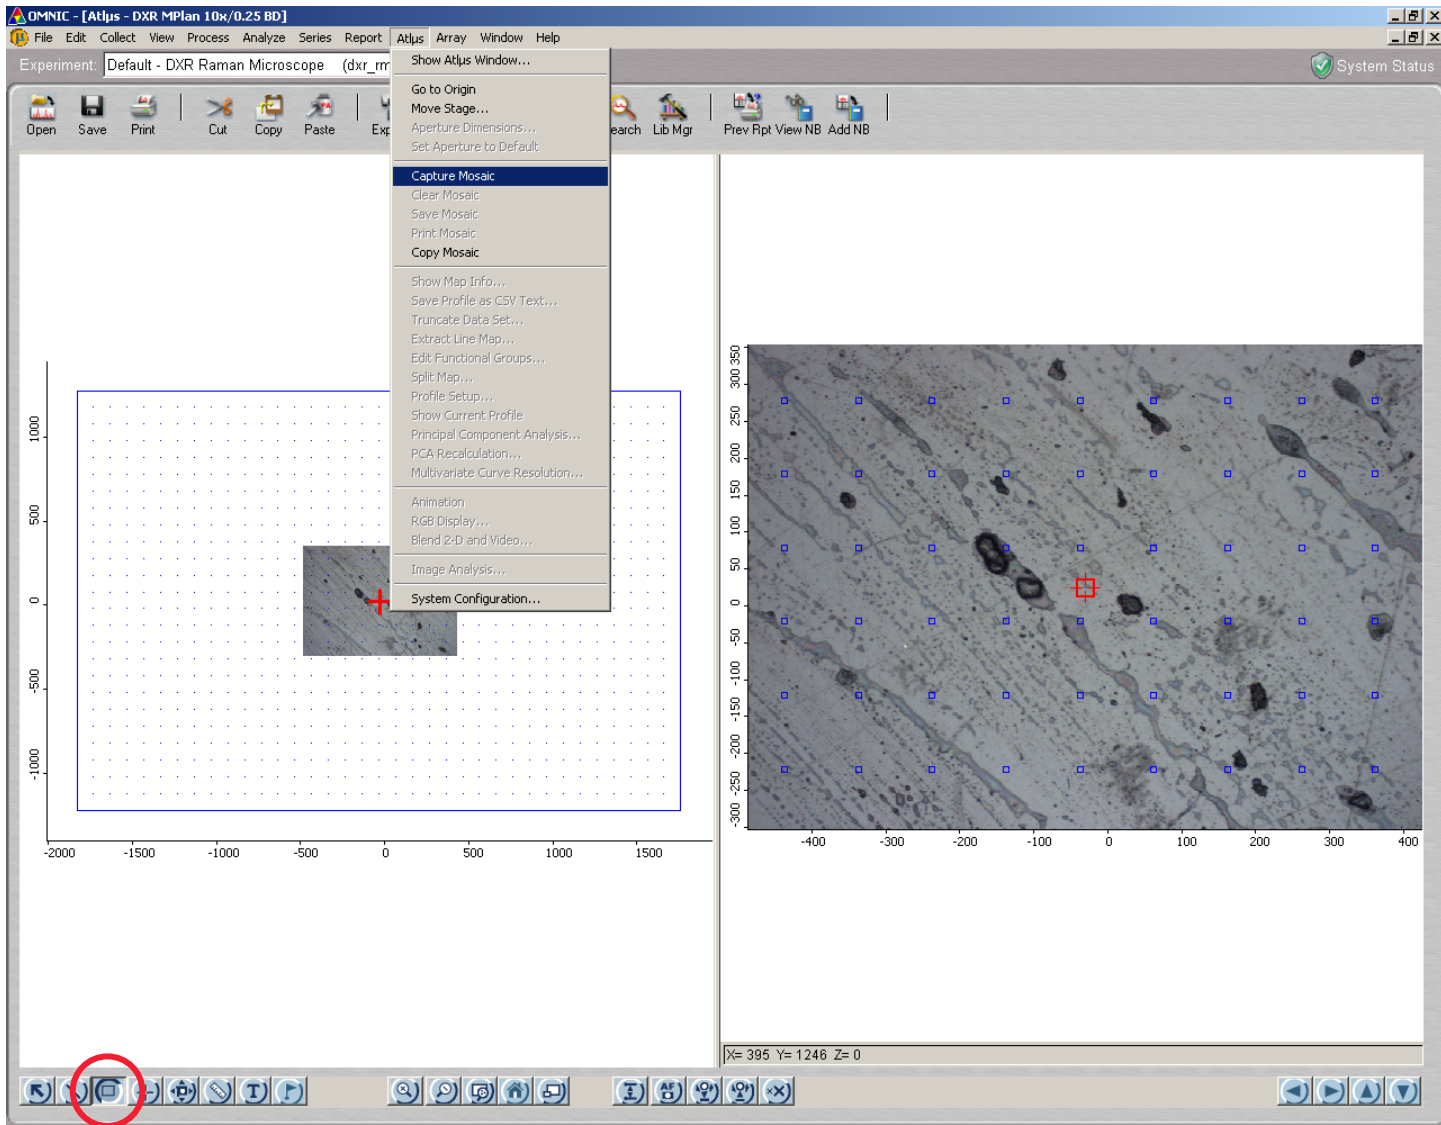 OMNIC - [Atlµs - DXR MPlan 10x/0.25 BD]
File Edit Collect View Process Analyze Series Report Atlµs Array Window Help
Experiment: Default - DXR Raman Microscope (dxr_rm
System Status
Open Save Print Cut Copy Paste Exp earch Lib Mgr Prev Rpt View NB Add NB
Show Atlµs Window...
Go to Origin
Move Stage...
Aperture Dimensions...
Set Aperture to Default
Capture Mosaic
Clear Mosaic
Save Mosaic
Print Mosaic
Copy Mosaic
Show Map Info...
Save Profile as CSV Text...
Truncate Data Set...
Extract Line Map...
Edit Functional Groups...
Split Map...
Profile Setup...
Show Current Profile
Principal Component Analysis...
PCA Recalculation...
Multivariate Curve Resolution...
Animation
RGB Display...
Blend 2-D and Video...
Image Analysis...
System Configuration...
1000
500
0
-500
-1000
-2000 -1500 -1000 -500 0 500 1000 1500
350
300
250
200
150
100
50
0
-50
-100
-150
-200
-250
-300
-400 -300 -200 -100 0 100 200 300 400
X= 395 Y= 1246 Z= 0
T AF